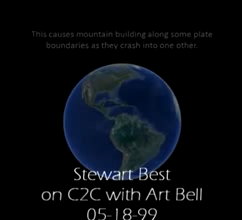 This causes mountain building along some plate
boundaries as they crash into one other.
Stewart Best
on C2C with Art Bell
05-18-99